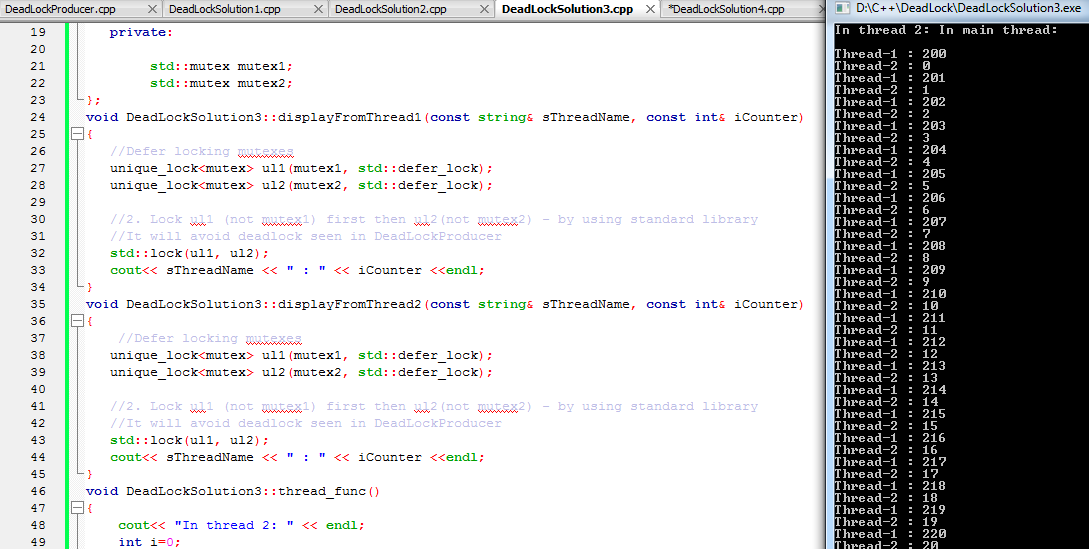 DeadLockProducer.cpp DeadLockSolution1.cpp DeadLockSolution2.cpp DeadLockSolution3.cpp *DeadLockSolution4.cpp
19 private:
20
21 std::mutex mutex1;
22 std::mutex mutex2;
23 };
24 void DeadLockSolution3::displayFromThread1(const string& sThreadName, const int& iCounter)
25 {
26 //Defer locking mutexes
27 unique_lock<mutex> ul1(mutex1, std::defer_lock);
28 unique_lock<mutex> ul2(mutex2, std::defer_lock);
29
30 //2. Lock ul1 (not mutex1) first then ul2(not mutex2) - by using standard library
31 //It will avoid deadlock seen in DeadLockProducer
32 std::lock(ul1, ul2);
33 cout<< sThreadName << " : " << iCounter <<endl;
34 }
35 void DeadLockSolution3::displayFromThread2(const string& sThreadName, const int& iCounter)
36 {
37 //Defer locking mutexes
38 unique_lock<mutex> ul1(mutex1, std::defer_lock);
39 unique_lock<mutex> ul2(mutex2, std::defer_lock);
40
41 //2. Lock ul1 (not mutex1) first then ul2(not mutex2) - by using standard library
42 //It will avoid deadlock seen in DeadLockProducer
43 std::lock(ul1, ul2);
44 cout<< sThreadName << " : " << iCounter <<endl;
45 }
46 void DeadLockSolution3::thread_func()
47 {
48 cout<< "In thread 2: " << endl;
49 int i=0;
D:\C++\DeadLock\DeadLockSolution3.exe
In thread 2: In main thread:
Thread-1 : 200
Thread-2 : 0
Thread-1 : 201
Thread-2 : 1
Thread-1 : 202
Thread-2 : 2
Thread-1 : 203
Thread-2 : 3
Thread-1 : 204
Thread-2 : 4
Thread-1 : 205
Thread-2 : 5
Thread-1 : 206
Thread-2 : 6
Thread-1 : 207
Thread-2 : 7
Thread-1 : 208
Thread-2 : 8
Thread-1 : 209
Thread-2 : 9
Thread-1 : 210
Thread-2 : 10
Thread-1 : 211
Thread-2 : 11
Thread-1 : 212
Thread-2 : 12
Thread-1 : 213
Thread-2 : 13
Thread-1 : 214
Thread-2 : 14
Thread-1 : 215
Thread-2 : 15
Thread-1 : 216
Thread-2 : 16
Thread-1 : 217
Thread-2 : 17
Thread-1 : 218
Thread-2 : 18
Thread-1 : 219
Thread-2 : 19
Thread-1 : 220
Thread-2 : 20